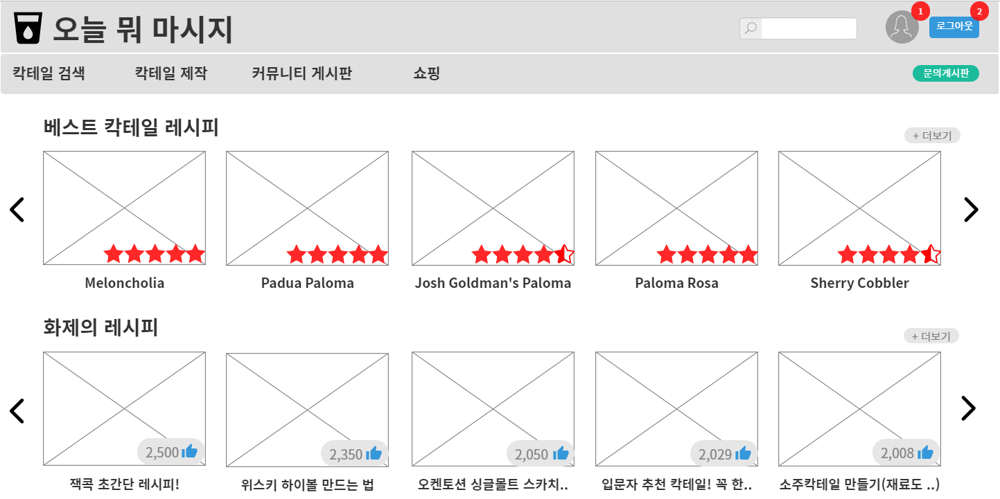 오늘 뭐 마시지
1
2
로그아웃
칵테일 검색 칵테일 제작 커뮤니티 게시판 쇼핑 문의게시판
베스트 칵테일 레시피
+ 더보기
Meloncholia Padua Paloma Josh Goldman's Paloma Paloma Rosa Sherry Cobbler
화제의 레시피
+ 더보기
2,500 2,350 2,050 2,029 2,008
잭콕 초간단 레시피! 위스키 하이볼 만드는 법 오켄토션 싱글몰트 스카치.. 입문자 추천 칵테일! 꼭 한.. 소주칵테일 만들기(재료도 ..)